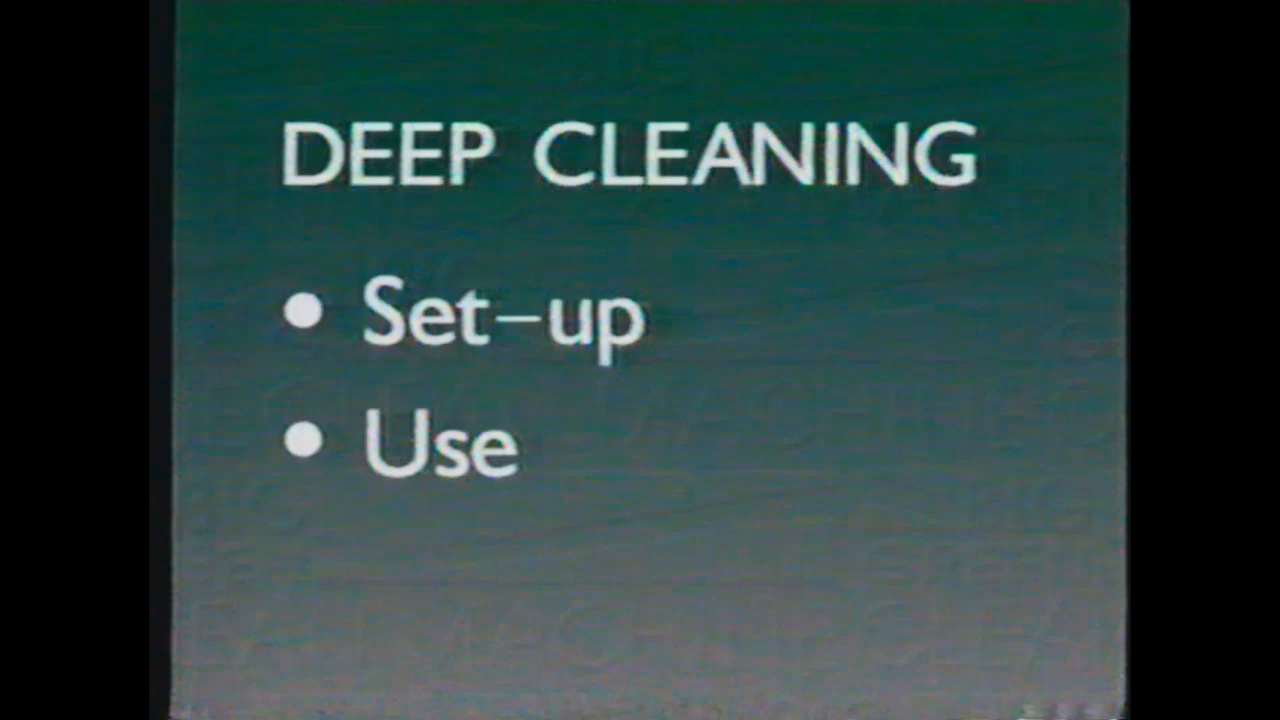 DEEP CLEANING
• Set-up
• Use